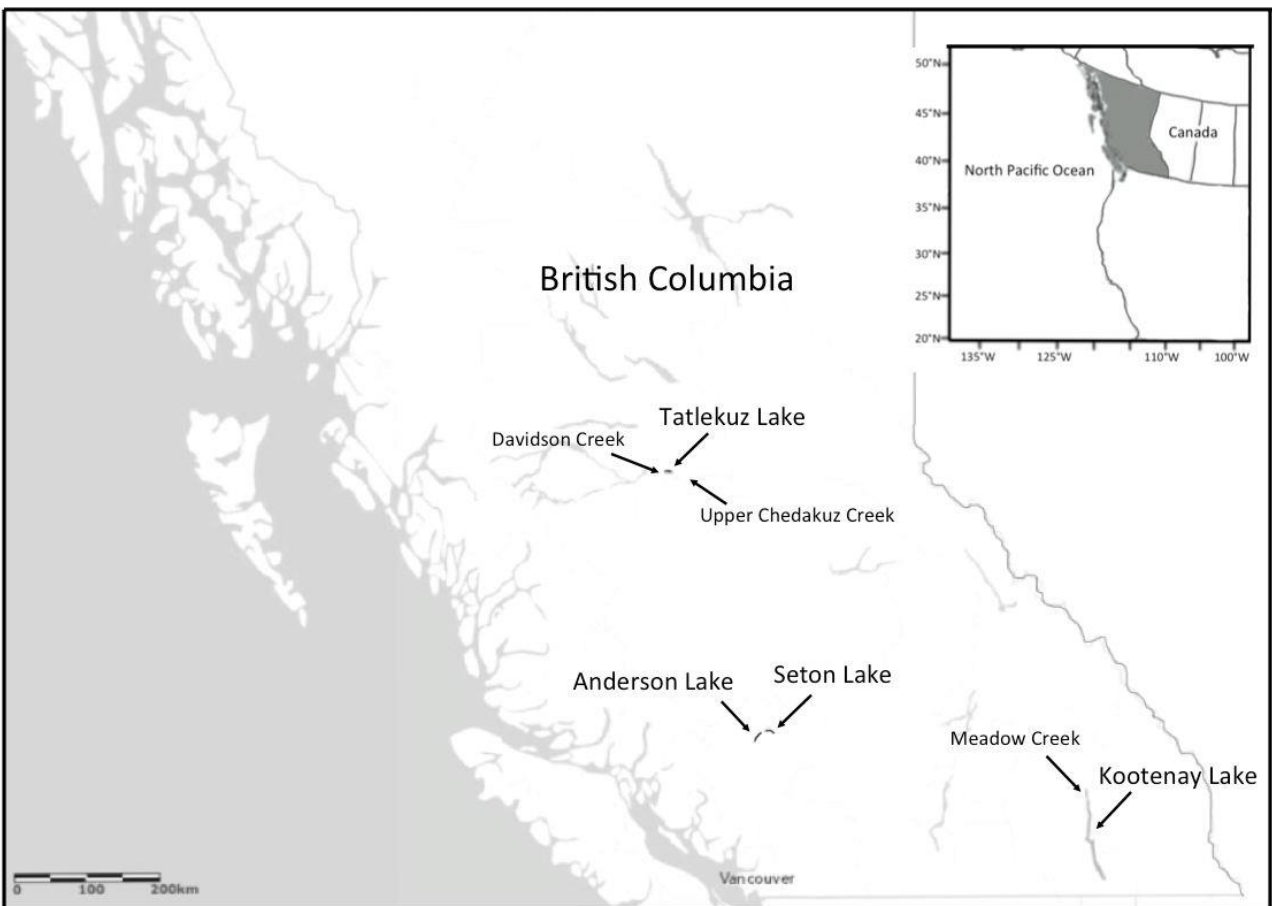 50°N
45°N
Canada
40°N
North Pacific Ocean
35°N
30°N
25°N
20°N
135°W 125°W 110°W 100°W
British Columbia
Tatlekuz Lake
Davidson Creek
Upper Chedakuz Creek
Seton Lake
Anderson Lake
Meadow Creek
Kootenay Lake
Vancouver
0 100 200km